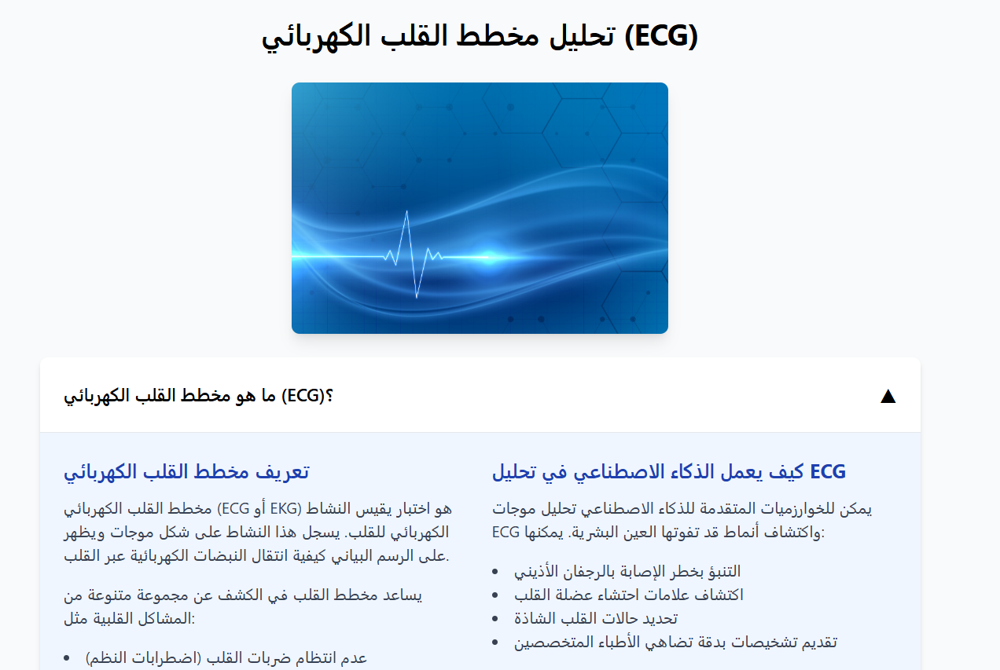 تحليل مخطط القلب الكهربائي (ECG)
ما هو مخطط القلب الكهربائي (ECG)؟
▲
تعريف مخطط القلب الكهربائي
مخطط القلب الكهربائي (ECG أو EKG) هو اختبار يقيس النشاط
الكهربائي للقلب. يسجل هذا النشاط على شكل موجات ويظهر
على الرسم البياني كيفية انتقال النبضات الكهربائية عبر القلب.
يساعد مخطط القلب في الكشف عن مجموعة متنوعة من
المشاكل القلبية مثل:
• عدم انتظام ضربات القلب (اضطرابات النظم)
كيف يعمل الذكاء الاصطناعي في تحليل ECG
يمكن للخوارزميات المتقدمة للذكاء الاصطناعي تحليل موجات
ECG واكتشاف أنماط قد تفوتها العين البشرية. يمكنها:
• التنبؤ بخطر الإصابة بالرجفان الأذيني
• اكتشاف علامات احتشاء عضلة القلب
• تحديد حالات القلب الشاذة
• تقديم تشخيصات بدقة تضاهي الأطباء المتخصصين